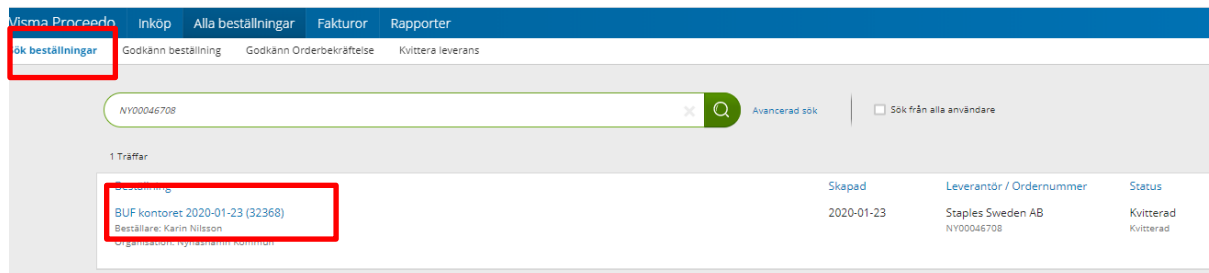 Visma Proceedo Inköp Alla beställningar Fakturor Rapporter
Sök beställningar Godkänn beställning Godkänn Orderbekräftelse Kvittera leverans
NY00046708 Avancerad sök Sök från alla användare
1 Träffar
Beställning Skapad Leverantör / Ordernummer Status
BUF kontoret 2020-01-23 (32368) 2020-01-23 Staples Sweden AB Kvitterad
Beställare: Karin Nilsson NY00046708 Kvitterad
Organisation: Nynäshamn Kommun